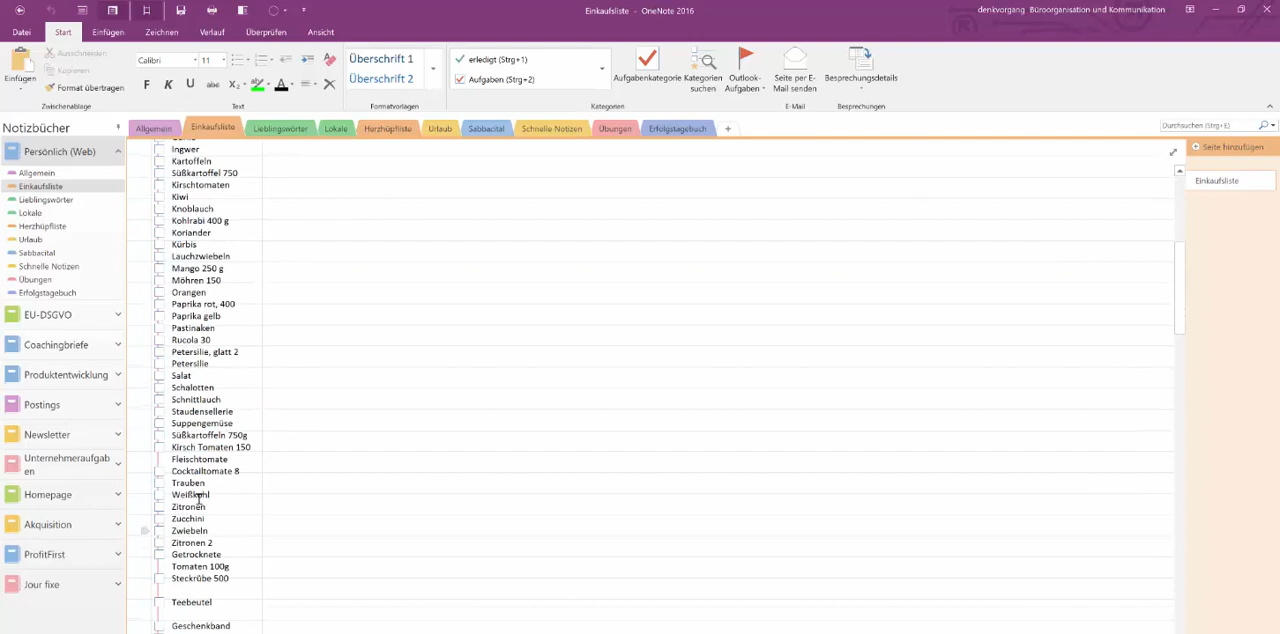 Einkaufsliste - OneNote 2016
denkvorgang Büroorganisation und Kommunikation
Datei Start Einfügen Zeichnen Verlauf Überprüfen Ansicht
Einfügen
Ausschneiden
Kopieren
Format übertragen
Zwischenablage
Calibri 11
F K U abc X₂ A
Text
Überschrift 1
Überschrift 2
Formatvorlagen
erledigt (Strg+1)
Aufgaben (Strg+2)
Aufgabenkategorie
Kategorien suchen
Outlook-Aufgaben
Kategorien
Seite per E-Mail senden
E-Mail
Besprechungsdetails
Besprechungen
Notizbücher
Allgemein Einkaufsliste Lieblingswörter Lokale Herzhüpfliste Urlaub Sabbacital Schnelle Notizen Übungen Erfolgstagebuch +
Durchsuchen (Strg+E)
Persönlich (Web)
Allgemein
Einkaufsliste
Lieblingswörter
Lokale
Herzhüpfliste
Urlaub
Sabbacital
Schnelle Notizen
Übungen
Erfolgstagebuch
EU-DSGVO
Coachingbriefe
Produktentwicklung
Postings
Newsletter
Unternehmeraufgab
en
Homepage
Akquisition
ProfitFirst
Jour fixe
Ingwer
Kartoffeln
Süßkartoffel 750
Kirschtomaten
Kiwi
Knoblauch
Kohlrabi 400 g
Koriander
Kürbis
Lauchzwiebeln
Mango 250 g
Möhren 150
Orangen
Paprika rot, 400
Paprika gelb
Pastinaken
Rucola 30
Petersilie, glatt 2
Petersilie
Salat
Schalotten
Schnittlauch
Staudensellerie
Suppengemüse
Süßkartoffeln 750g
Kirsch Tomaten 150
Fleischtomate
Cocktailtomate 8
Trauben
Weißkohl
Zitronen
Zucchini
Zwiebeln
Zitronen 2
Getrocknete
Tomaten 100g
Steckrübe 500
Teebeutel
Geschenkband
Seite hinzufügen
Einkaufsliste